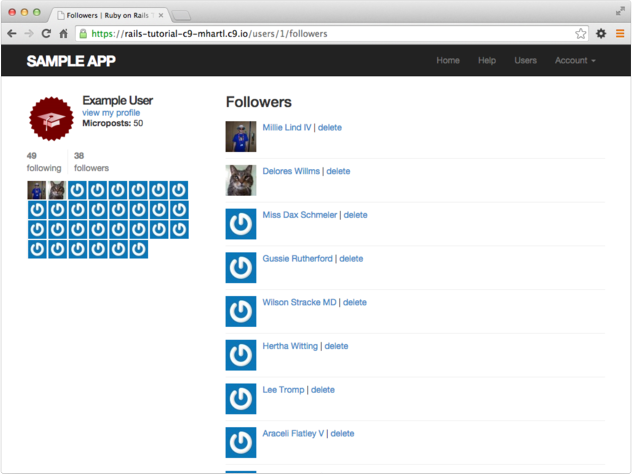 Followers | Ruby on Rails T
https://rails-tutorial-c9-mhartl.c9.io/users/1/followers
SAMPLE APP
Home Help Users Account
Example User
view my profile
Microposts: 50
49 following
38 followers
Followers
Millie Lind IV | delete
Delores Willms | delete
Miss Dax Schmeler | delete
Gussie Rutherford | delete
Wilson Stracke MD | delete
Hertha Witting | delete
Lee Tromp | delete
Araceli Flatley V | delete